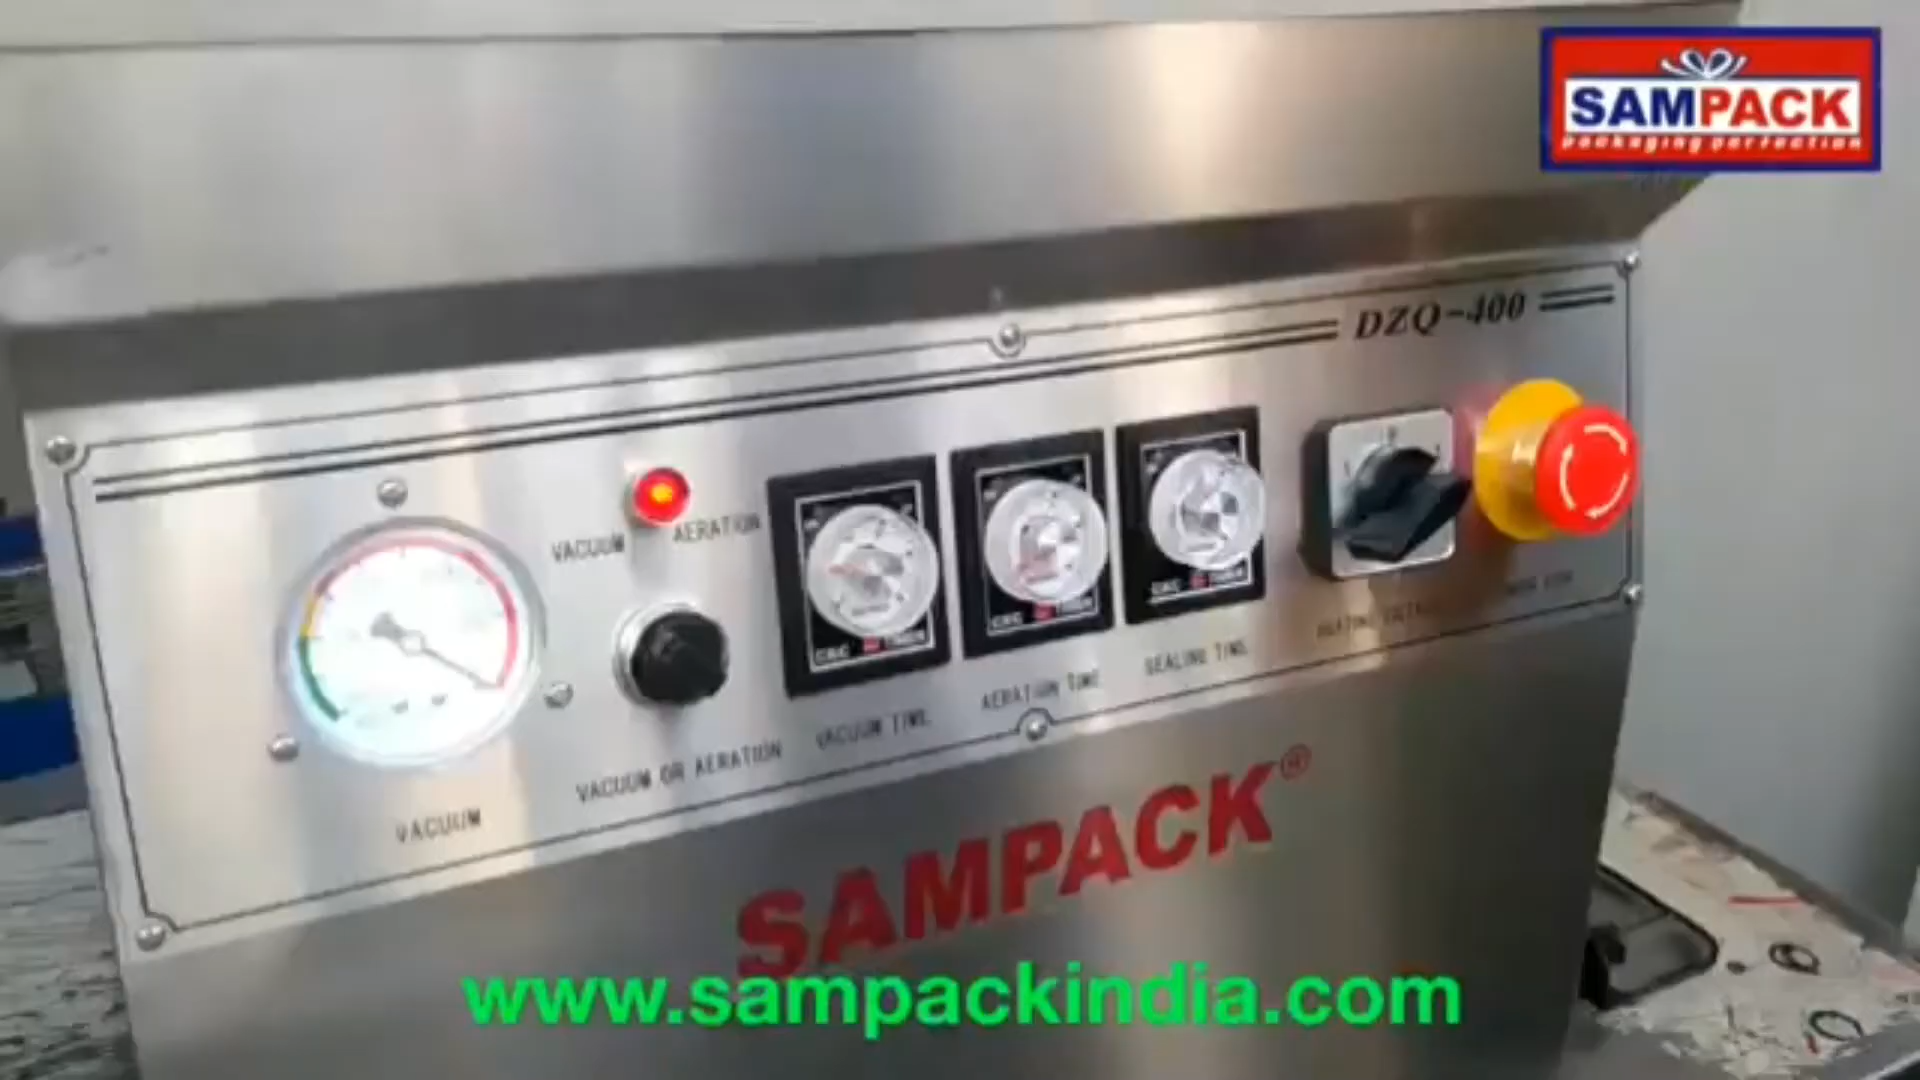 SAMPACK
packaging perfection
DZQ-400
VACUUM
AERATION
VACUUM
VACUUM OR AERATION
VACUUM TIME
AERATION TIME
SEALING TIME
SAMPACK®
www.sampackindia.com